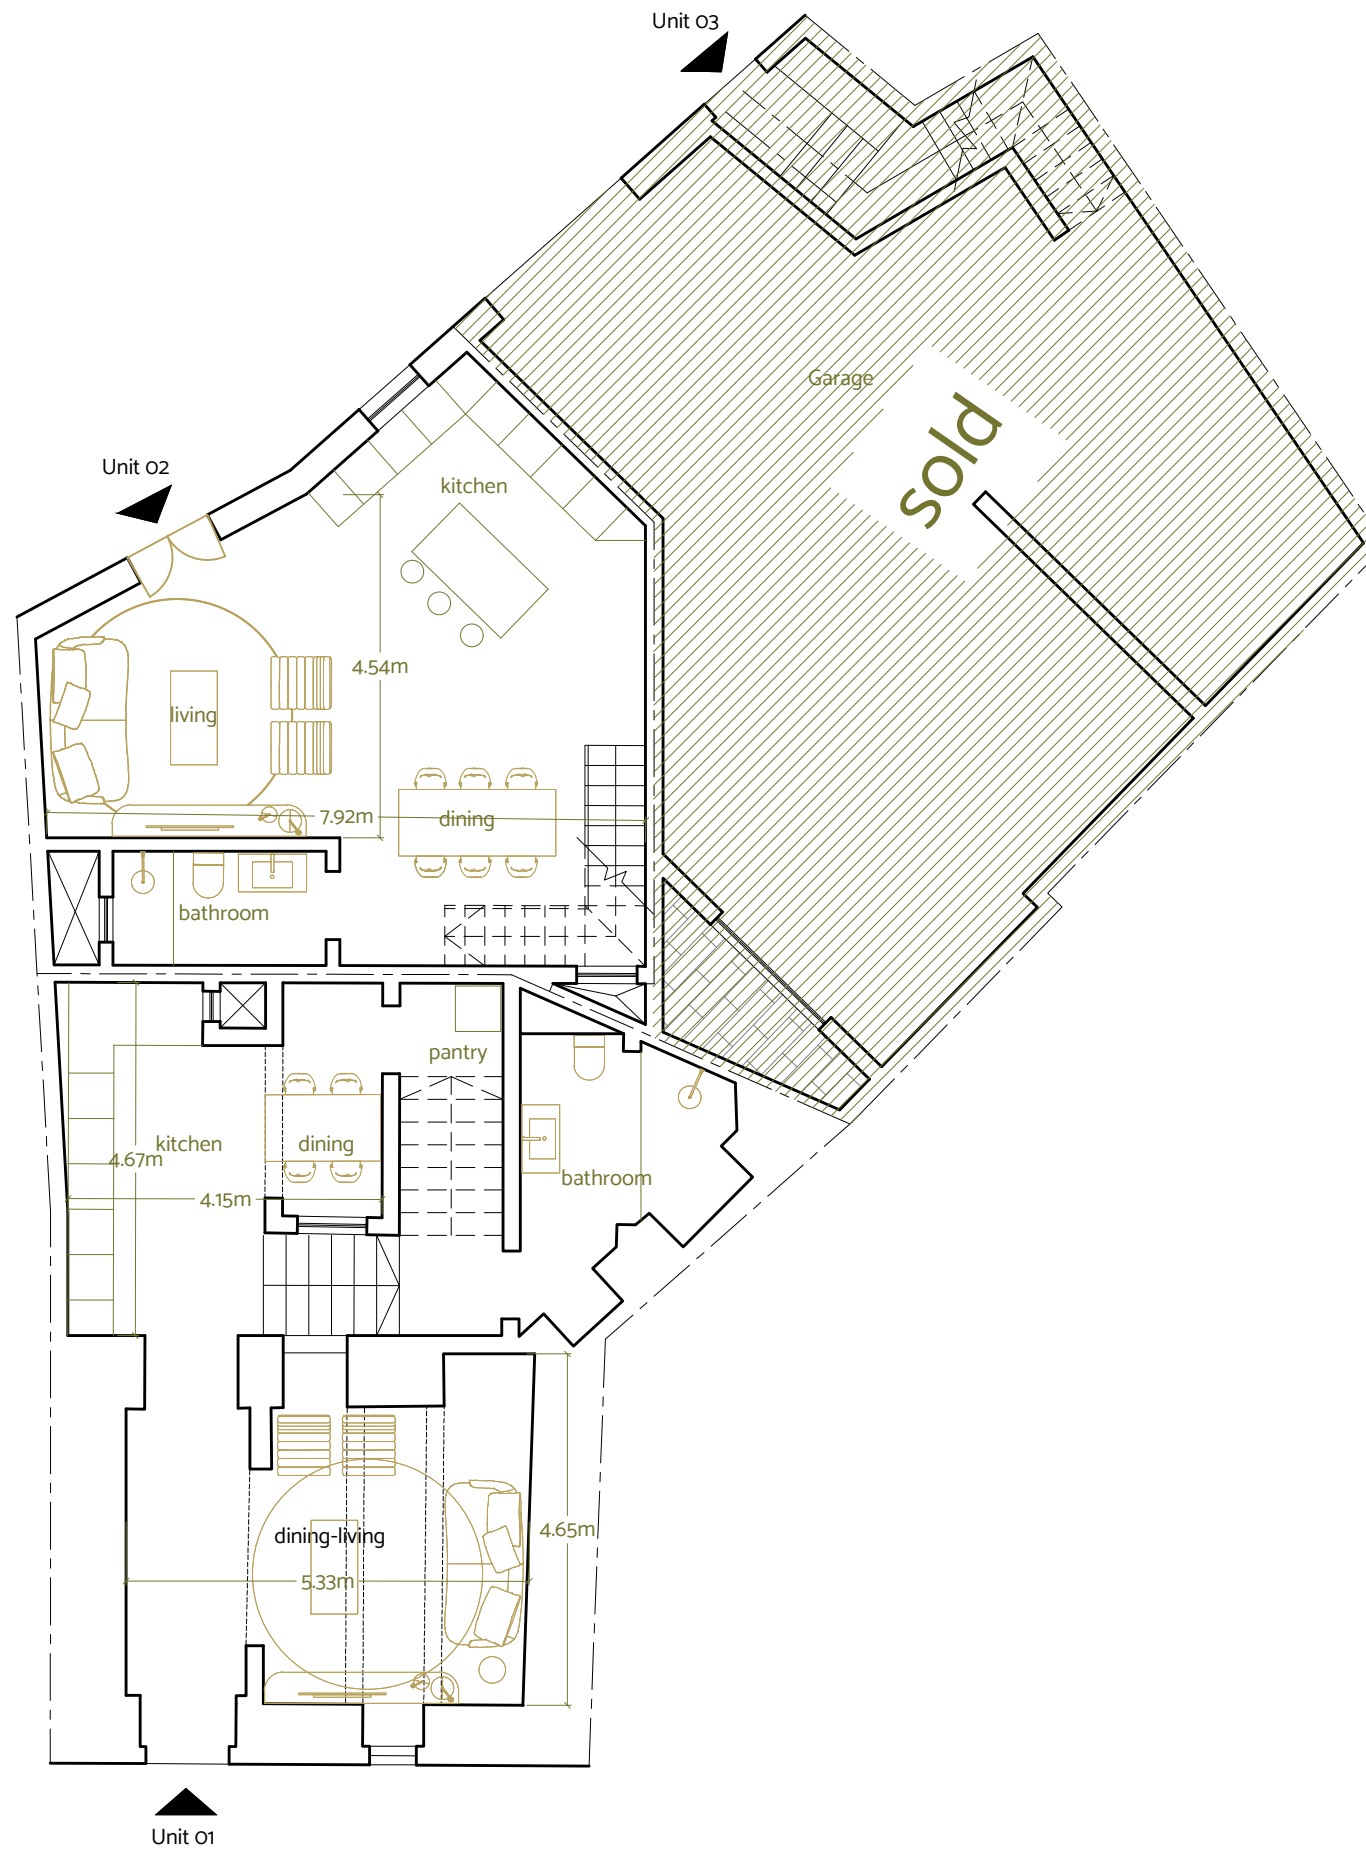 Unit 03
Garage
sold
Unit 02
kitchen
4.54m
living
7.92m
dining
bathroom
pantry
kitchen
dining
4.67m
bathroom
4.15m
4.65m
dining-living
5.33m
Unit 01